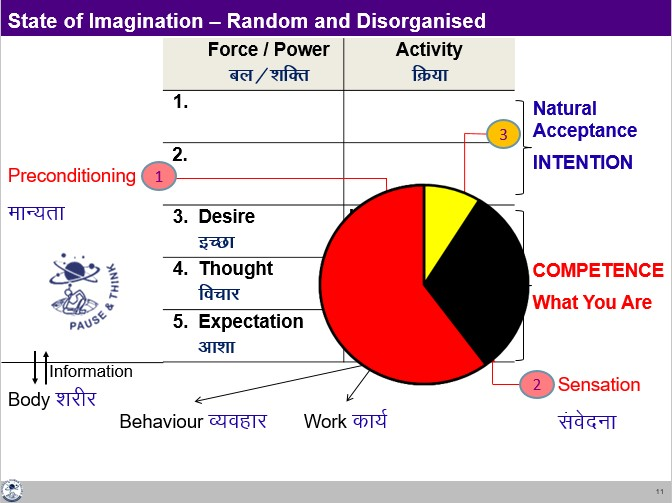 State of Imagination – Random and Disorganised
Force / Power
बल / शक्ति
Activity
क्रिया
1.
2.
3. Desire
इच्छा
4. Thought
विचार
5. Expectation
आशा
Preconditioning 1
मान्यता
3
Natural
Acceptance
INTENTION
COMPETENCE
What You Are
2 Sensation
संवेदना
PAUSE & THINK
Information
Body शरीर
Behaviour व्यवहार
Work कार्य
11